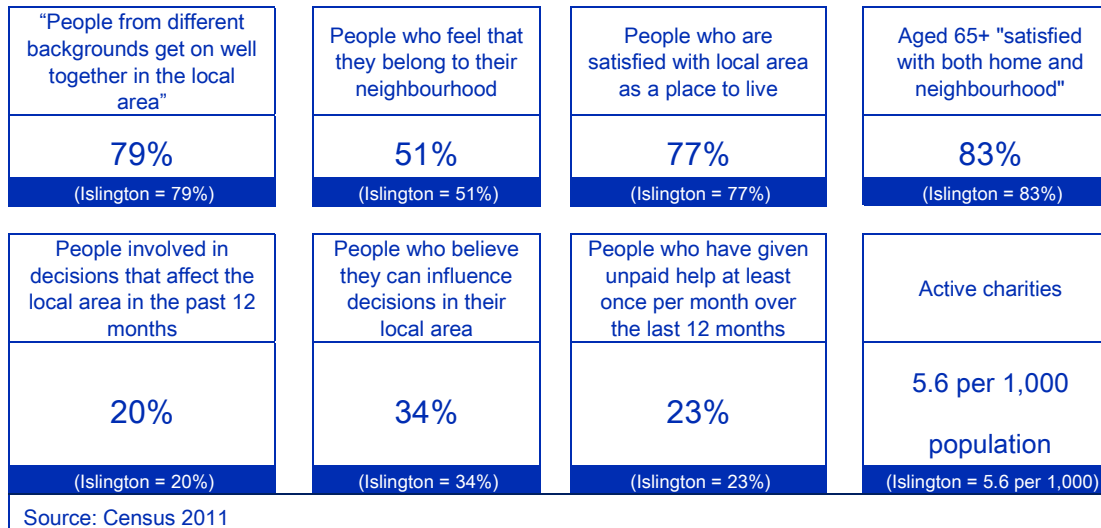 “People from different
backgrounds get on well
together in the local
area”
79%
(Islington = 79%)
People who feel that
they belong to their
neighbourhood
51%
(Islington = 51%)
People who are
satisfied with local area
as a place to live
77%
(Islington = 77%)
Aged 65+ "satisfied
with both home and
neighbourhood"
83%
(Islington = 83%)
People involved in
decisions that affect the
local area in the past 12
months
20%
(Islington = 20%)
People who believe
they can influence
decisions in their
local area
34%
(Islington = 34%)
People who have given
unpaid help at least
once per month over
the last 12 months
23%
(Islington = 23%)
Active charities
5.6 per 1,000
population
(Islington = 5.6 per 1,000)
Source: Census 2011